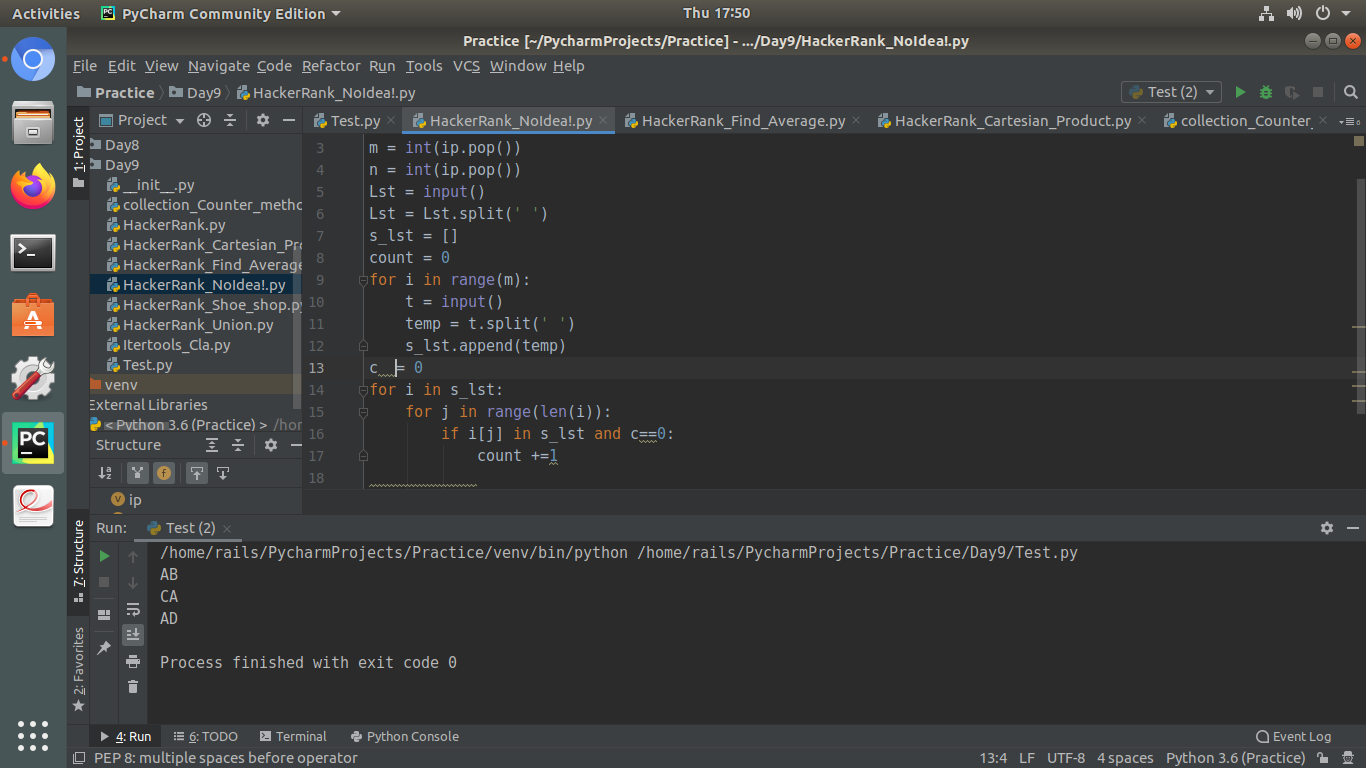 Activities PyCharm Community Edition Thu 17:50
Practice [~/PycharmProjects/Practice] - .../Day9/HackerRank_NoIdea!.py
File Edit View Navigate Code Refactor Run Tools VCS Window Help
Practice Day9 HackerRank_NoIdea!.py Test (2)
1: Project
Project
Test.py HackerRank_NoIdea!.py HackerRank_Find_Average.py HackerRank_Cartesian_Product.py collection_Counter_
Day8
Day9
__init__.py
collection_Counter_metho
HackerRank.py
HackerRank_Cartesian_Pro
HackerRank_Find_Average
HackerRank_NoIdea!.py
HackerRank_Shoe_shop.py
HackerRank_Union.py
Itertools_Cla.py
Test.py
venv
External Libraries
< Python 3.6 (Practice) > /hom
Structure
ip
3 m = int(ip.pop())
4 n = int(ip.pop())
5 Lst = input()
6 Lst = Lst.split(' ')
7 s_lst = []
8 count = 0
9 for i in range(m):
10 t = input()
11 temp = t.split(' ')
12 s_lst.append(temp)
13 c  = 0
14 for i in s_lst:
15 for j in range(len(i)):
16 if i[j] in s_lst and c==0:
17 count +=1
18
7: Structure
2: Favorites
Run: Test (2)
/home/rails/PycharmProjects/Practice/venv/bin/python /home/rails/PycharmProjects/Practice/Day9/Test.py
AB
CA
AD
Process finished with exit code 0
4: Run 6: TODO Terminal Python Console Event Log
PEP 8: multiple spaces before operator 13:4 LF UTF-8 4 spaces Python 3.6 (Practice)